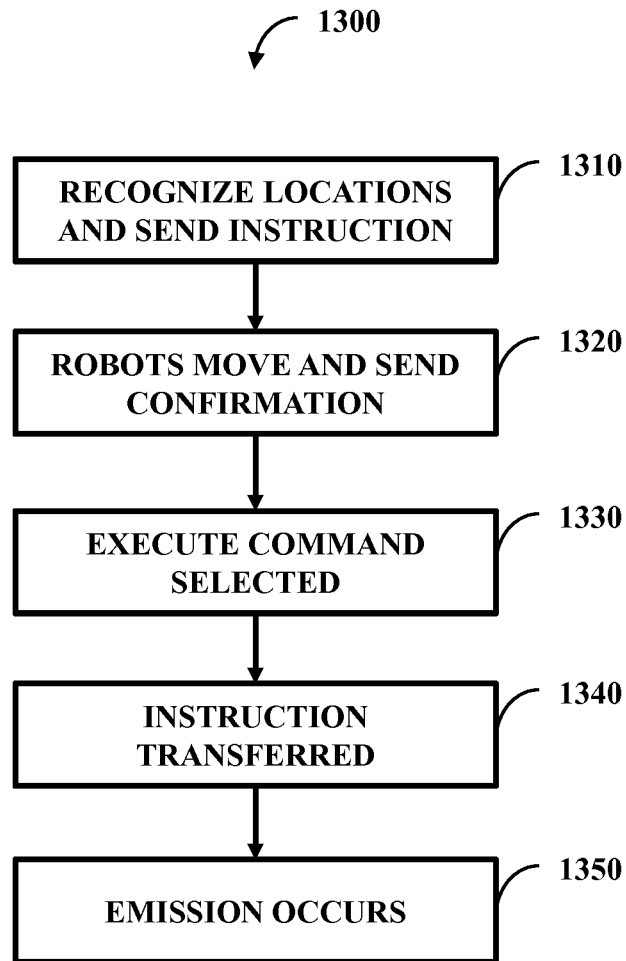 1300
1310
RECOGNIZE LOCATIONS
AND SEND INSTRUCTION
1320
ROBOTS MOVE AND SEND
CONFIRMATION
1330
EXECUTE COMMAND
SELECTED
1340
INSTRUCTION
TRANSFERRED
1350
EMISSION OCCURS